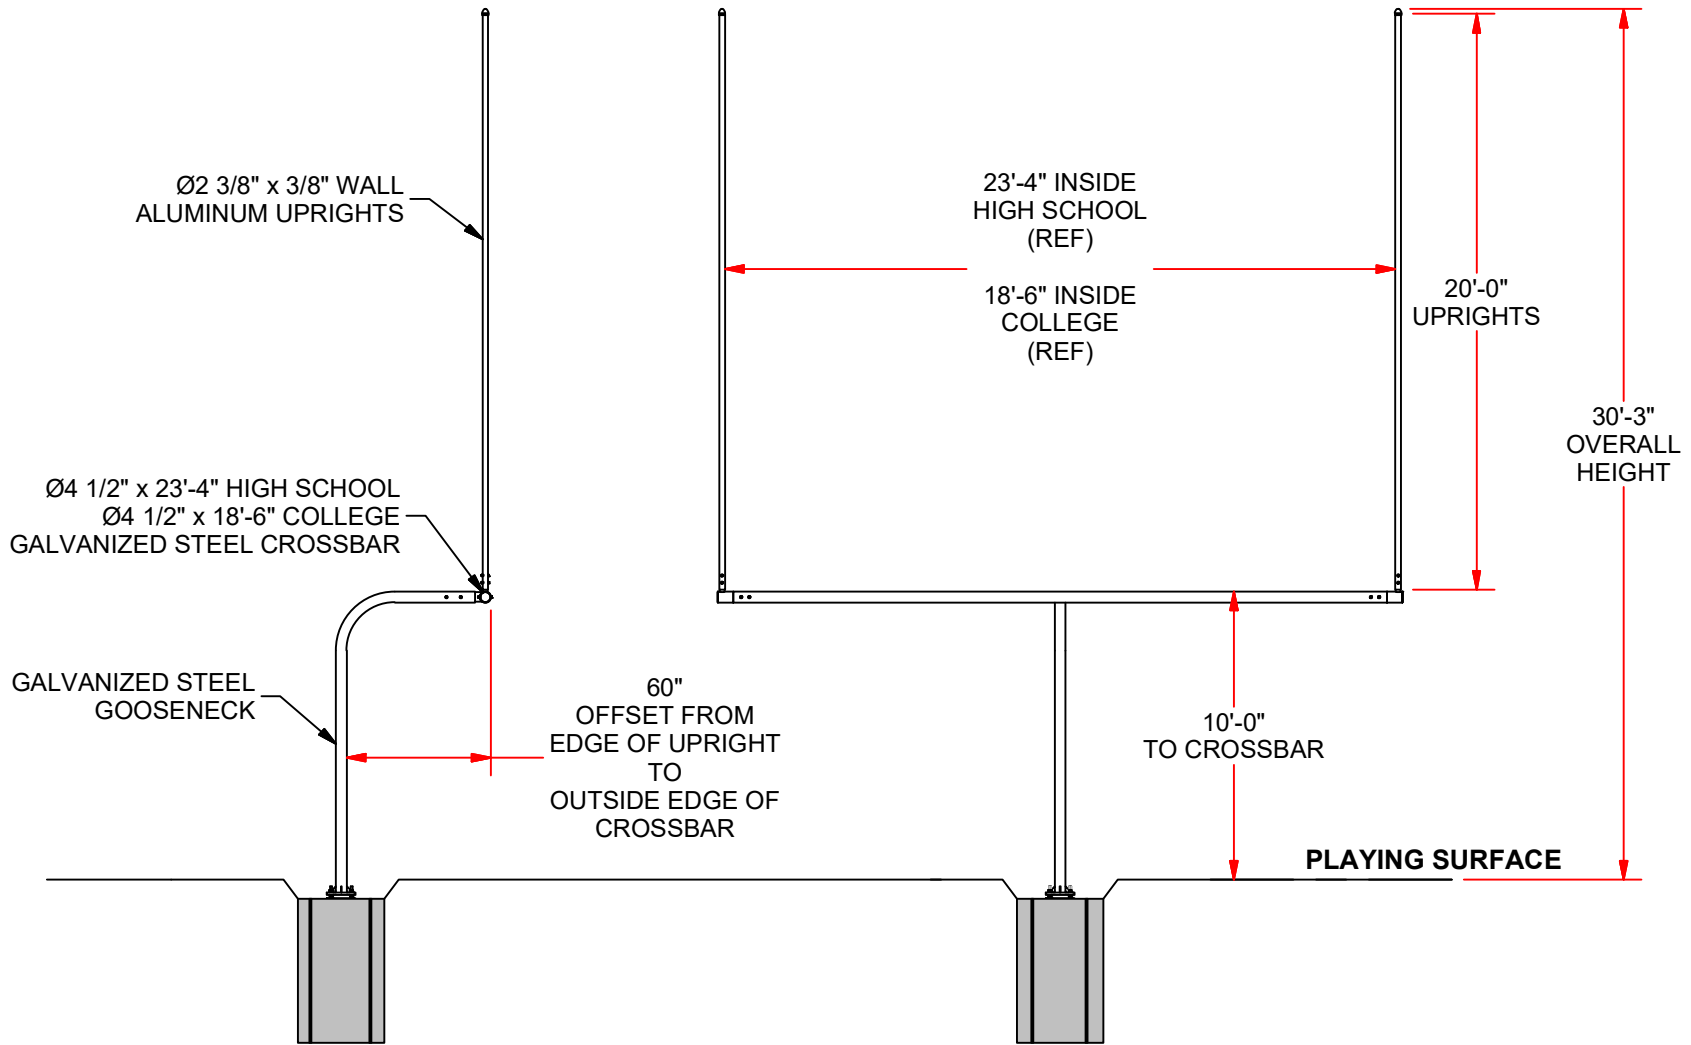 Ø2 3/8" x 3/8" WALL
ALUMINUM UPRIGHTS
23'-4" INSIDE
HIGH SCHOOL
(REF)
18'-6" INSIDE
COLLEGE
(REF)
20'-0"
UPRIGHTS
30'-3"
OVERALL
HEIGHT
Ø4 1/2" x 23'-4" HIGH SCHOOL
Ø4 1/2" x 18'-6" COLLEGE
GALVANIZED STEEL CROSSBAR
GALVANIZED STEEL
GOOSENECK
60"
OFFSET FROM
EDGE OF UPRIGHT
TO
OUTSIDE EDGE OF
CROSSBAR
10'-0"
TO CROSSBAR
PLAYING SURFACE